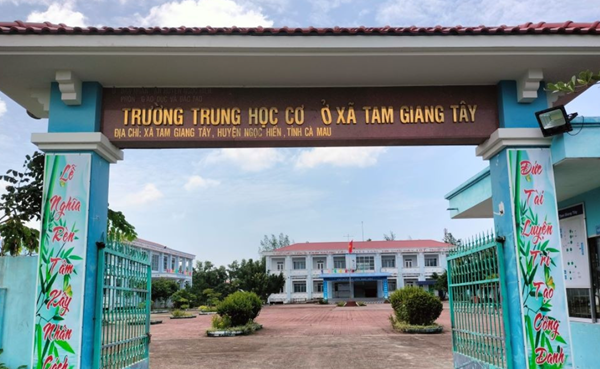 TRƯỜNG TRUNG HỌC CƠ Ở XÃ TAM GIANG TÂY
ĐỊA CHỈ: XÃ TAM GIANG TÂY, HUYỆN NGỌC HIỂN, TỈNH CÀ MAU
Lễ
Nghĩa
Rèn
Tâm
Xây
Nhân
Cách
Đức
Tài
Luyện
Trí
Tạo
Công
Danh